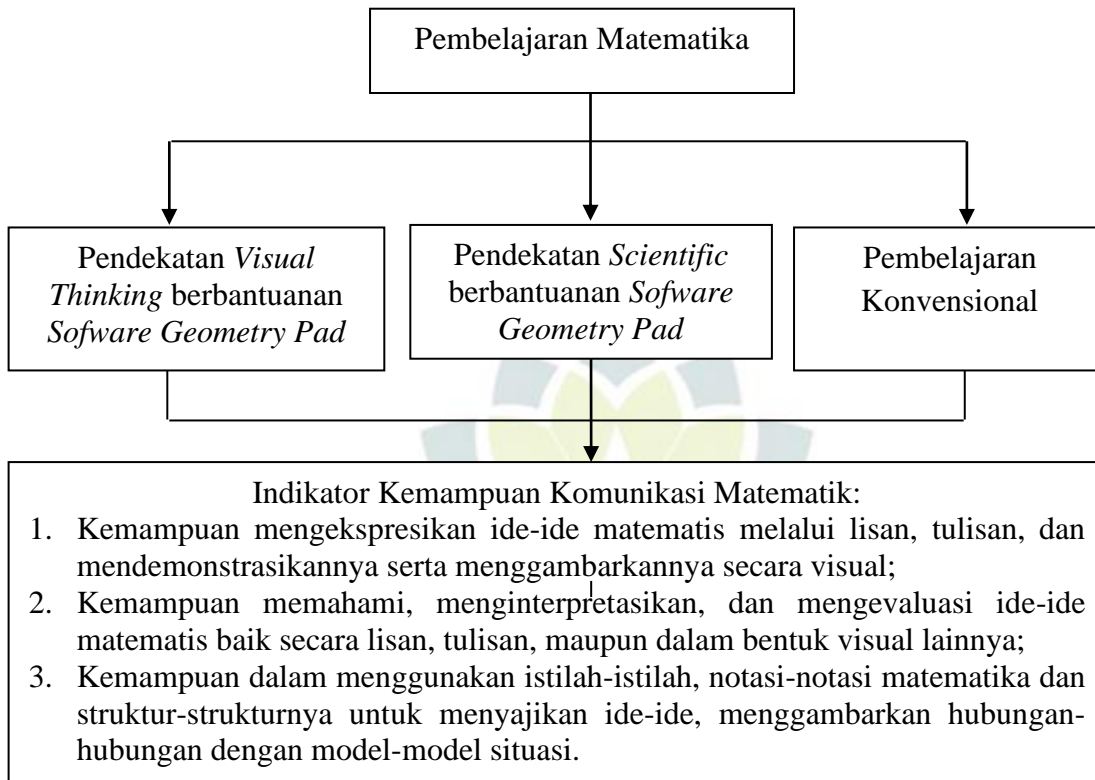 Pembelajaran Matematika
Pendekatan Visual
Thinking berbantuan
Sofware Geometry Pad
Pendekatan Scientific
berbantuanan Sofware
Geometry Pad
Pembelajaran
Konvensional
Indikator Kemampuan Komunikasi Matematik:
1. Kemampuan mengekspresikan ide-ide matematis melalui lisan, tulisan, dan
mendemonstrasikannya serta menggambarkannya secara visual;
2. Kemampuan memahami, menginterpretasikan, dan mengevaluasi ide-ide
matematis baik secara lisan, tulisan, maupun dalam bentuk visual lainnya;
3. Kemampuan dalam menggunakan istilah-istilah, notasi-notasi matematika dan
struktur-strukturnya untuk menyajikan ide-ide, menggambarkan hubungan-
hubungan dengan model-model situasi.